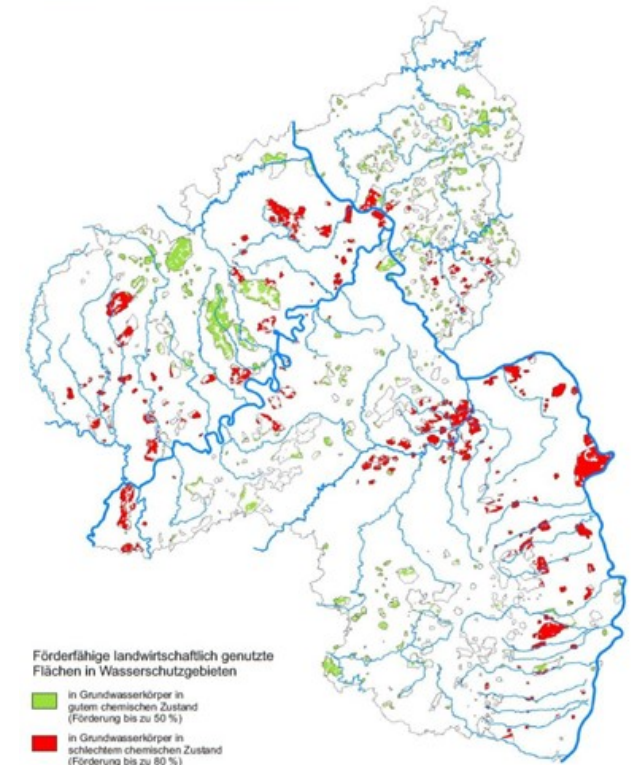 Förderfähige landwirtschaftlich genutzte
Flächen in Wasserschutzgebieten
in Grundwasserkörper in
gutem chemischen Zustand
(Förderung bis zu 50 %)
in Grundwasserkörper in
schlechtem chemischen Zustand
(Förderung bis zu 80 %)